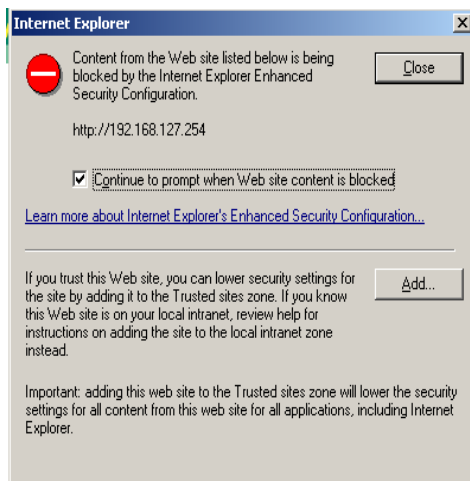 Internet Explorer
Content from the Web site listed below is being
blocked by the Internet Explorer Enhanced
Security Configuration.
Close
http://192.168.127.254
Continue to prompt when Web site content is blocked
Learn more about Internet Explorer's Enhanced Security Configuration...
If you trust this Web site, you can lower security settings for
the site by adding it to the Trusted sites zone. If you know
this Web site is on your local intranet, review help for
instructions on adding the site to the local intranet zone
instead.
Add...
Important: adding this web site to the Trusted sites zone will lower the security
settings for all content from this web site for all applications, including Internet
Explorer.